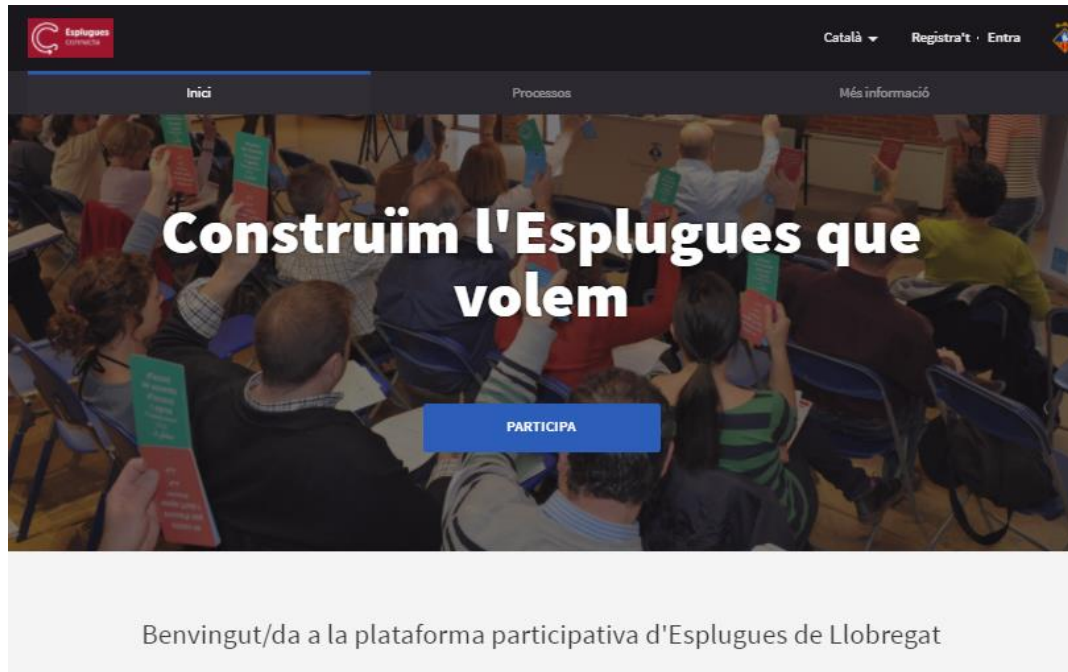 Esplugues
connecta
Català
Registra't · Entra
Inici
Processos
Més informació
Construïm l'Esplugues que
volem
PARTICIPA
Benvingut/da a la plataforma participativa d'Esplugues de Llobregat